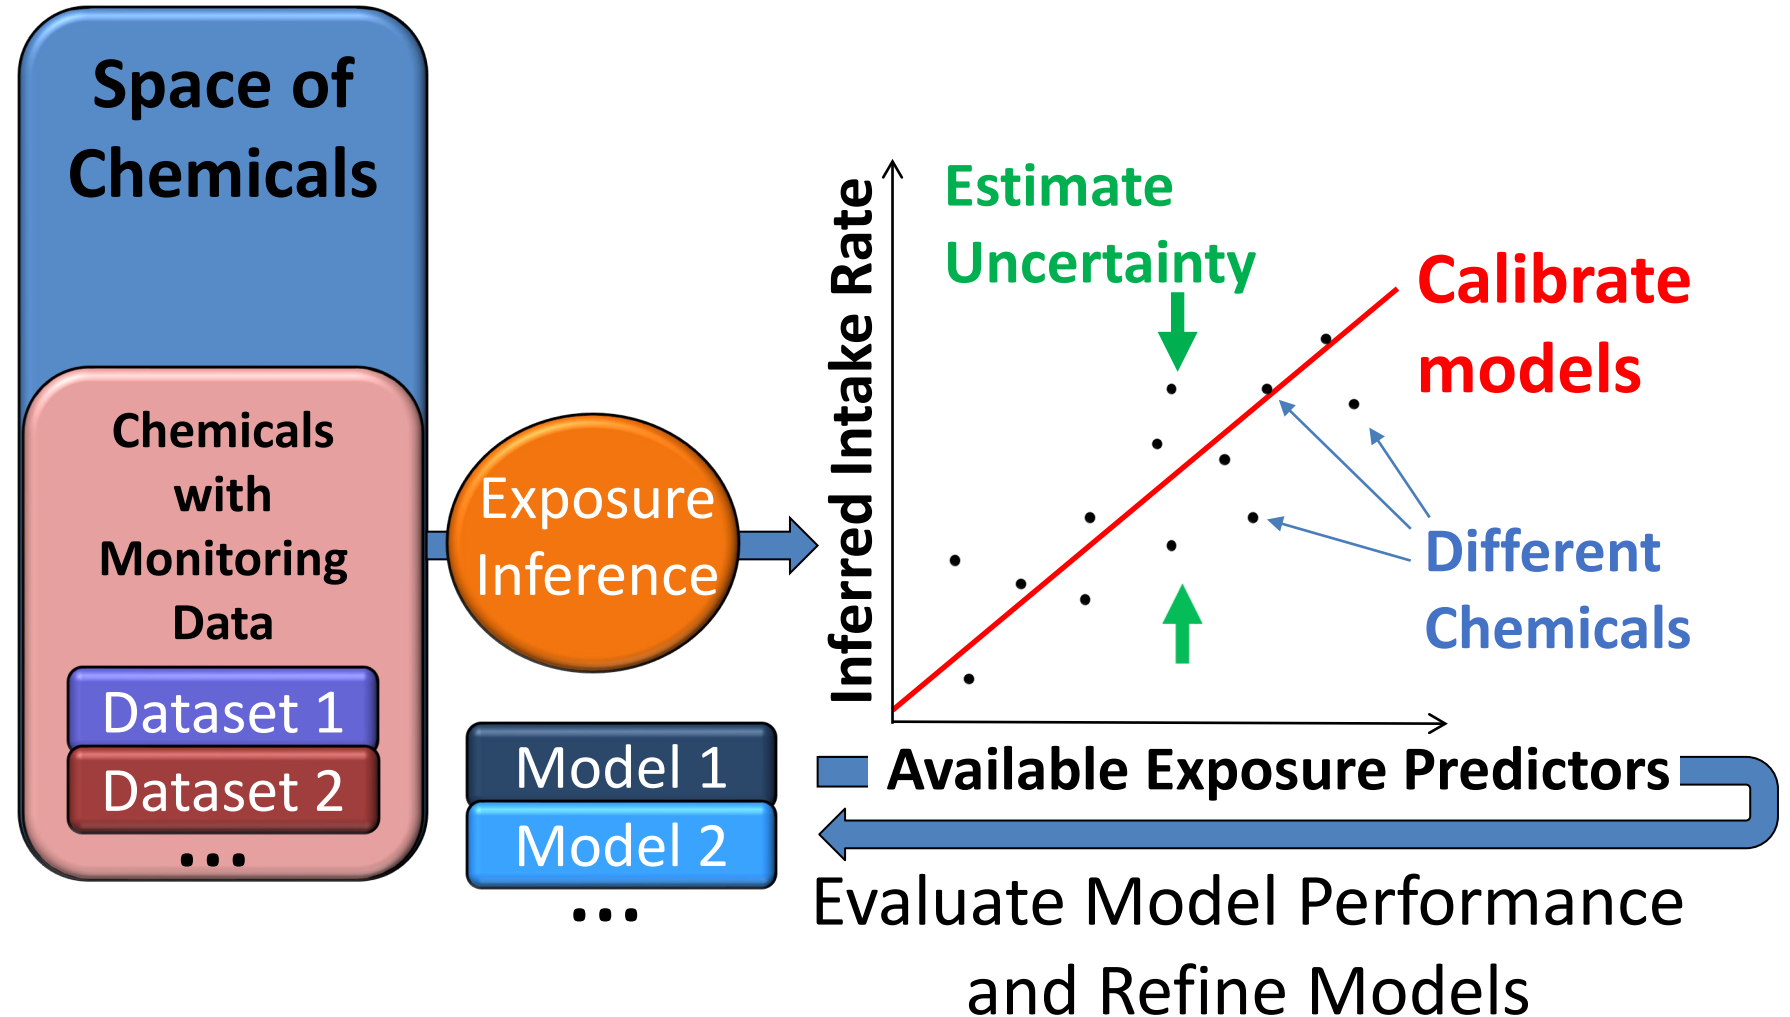 Space of
Chemicals
Chemicals
with
Monitoring
Data
Dataset 1
Dataset 2
...
Exposure
Inference
Model 1
Model 2
...
Inferred Intake Rate
Estimate
Uncertainty
Calibrate
models
Different
Chemicals
Available Exposure Predictors
Evaluate Model Performance
and Refine Models